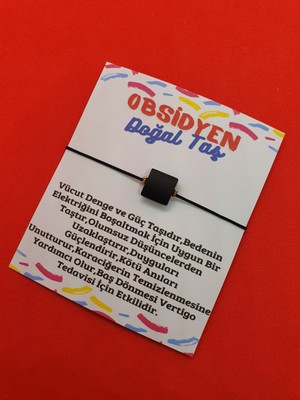 OBSİDYEN
Doğal Taş
Vücut Denge ve Güç Taşıdır,Bedenin
Elektriğini Boşaltmak İçin Uygun Bir
Taştır,Olumsuz Düşüncelerden
Uzaklaştırır,Duyguları
Güçlendirir,Kötü Anıları
Unutturur,Karaciğerin Temizlenmesine
Yardımcı Olur,Baş Dönmesi Vertigo
Tedavisi İçin Etkilidir.